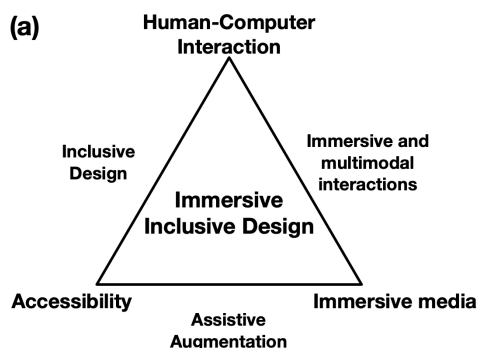 (a)
Human-Computer
Interaction
Inclusive
Design
Immersive and
multimodal
interactions
Immersive
Inclusive Design
Accessibility
Immersive media
Assistive
Augmentation